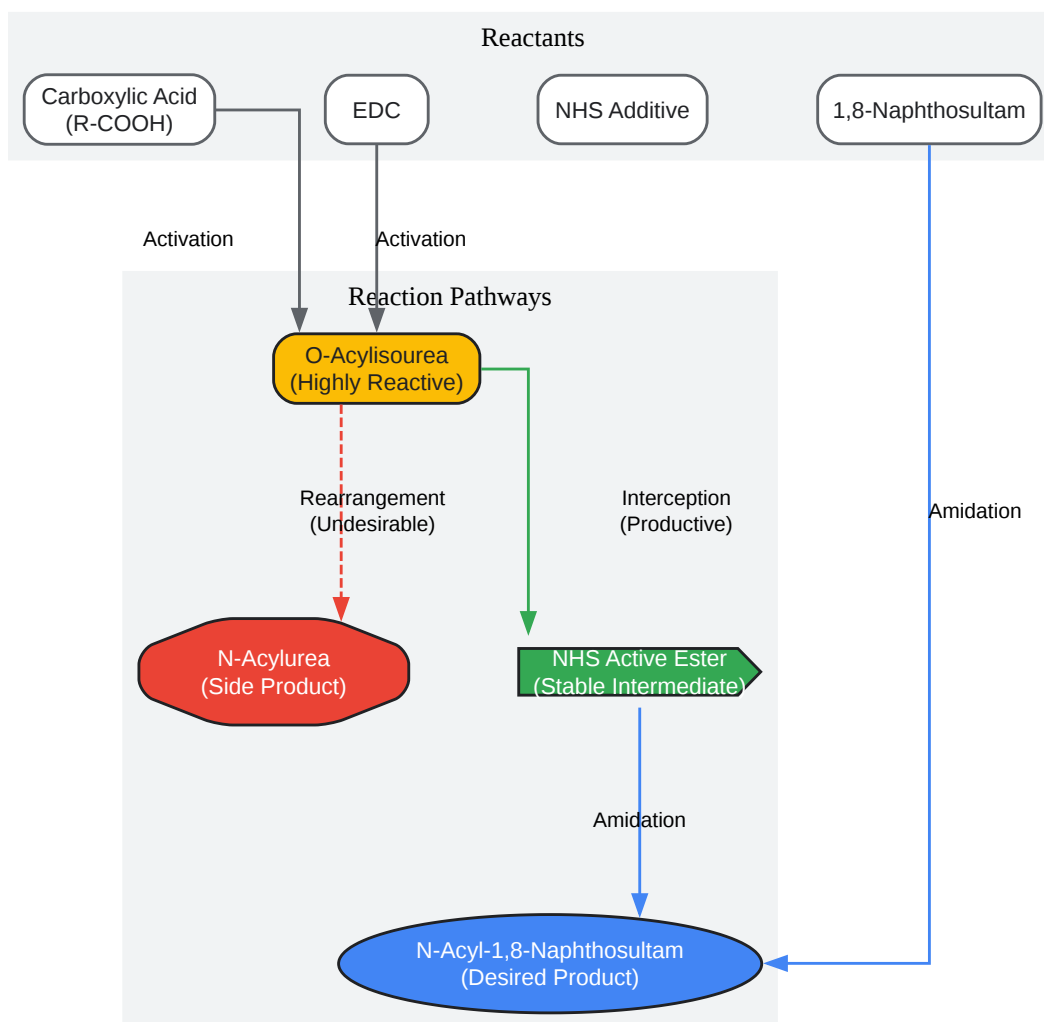 Reactants
Carboxylic Acid
(R-COOH)
EDC
NHS Additive
1,8-Naphthosultam
Activation
Activation
Reaction Pathways
O-Acylisourea
(Highly Reactive)
Rearrangement
(Undesirable)
Interception
(Productive)
Amidation
N-Acylurea
(Side Product)
NHS Active Ester
(Stable Intermediate)
Amidation
N-Acyl-1,8-Naphthosultam
(Desired Product)